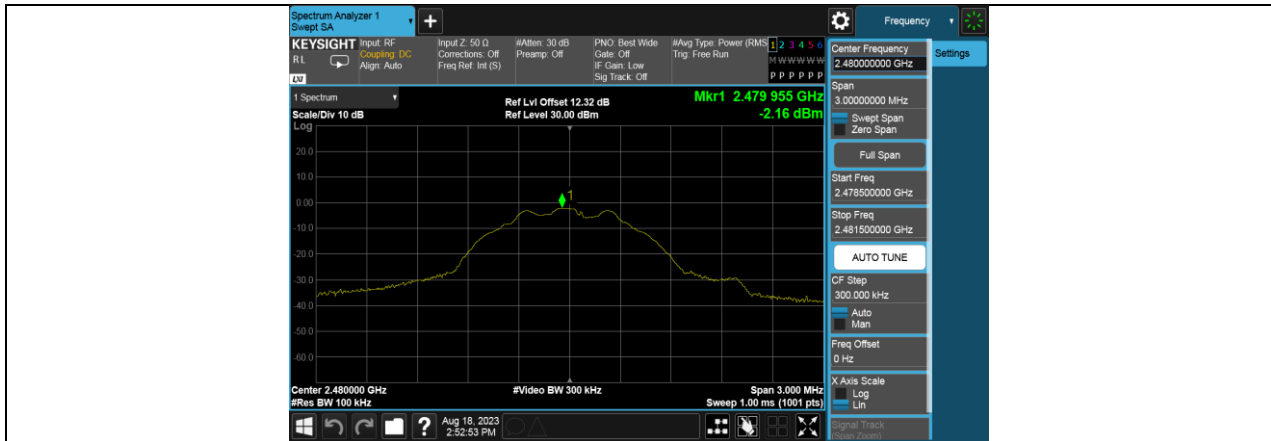 Spectrum Analyzer 1
Swept SA
+
Frequency
KEYSIGHT
RL
LXI
Input: RF
Coupling: DC
Align: Auto
Input Z: 50 Ω
Corrections: Off
Freq Ref: Int (S)
#Atten: 30 dB
Preamp: Off
PNO: Best Wide
Gate: Off
IF Gain: Low
Sig Track: Off
#Avg Type: Power (RMS
Trig: Free Run
1 2 3 4 5 6
M W W W W W
P P P P P P
1 Spectrum
Scale/Div 10 dB
Log
Ref Lvl Offset 12.32 dB
Ref Level 30.00 dBm
Mkr1 2.479 955 GHz
-2.16 dBm
20.0
10.0
0.00
-10.0
-20.0
-30.0
-40.0
-50.0
-60.0
1
Center 2.480000 GHz
#Res BW 100 kHz
#Video BW 300 kHz
Span 3.000 MHz
Sweep 1.00 ms (1001 pts)
?
Aug 18, 2023
2:52:53 PM
Center Frequency
2.480000000 GHz
Settings
Span
3.00000000 MHz
Swept Span
Zero Span
Full Span
Start Freq
2.478500000 GHz
Stop Freq
2.481500000 GHz
AUTO TUNE
CF Step
300.000 kHz
Auto
Man
Freq Offset
0 Hz
X Axis Scale
Log
Lin
Signal Track
(Span Zoom)